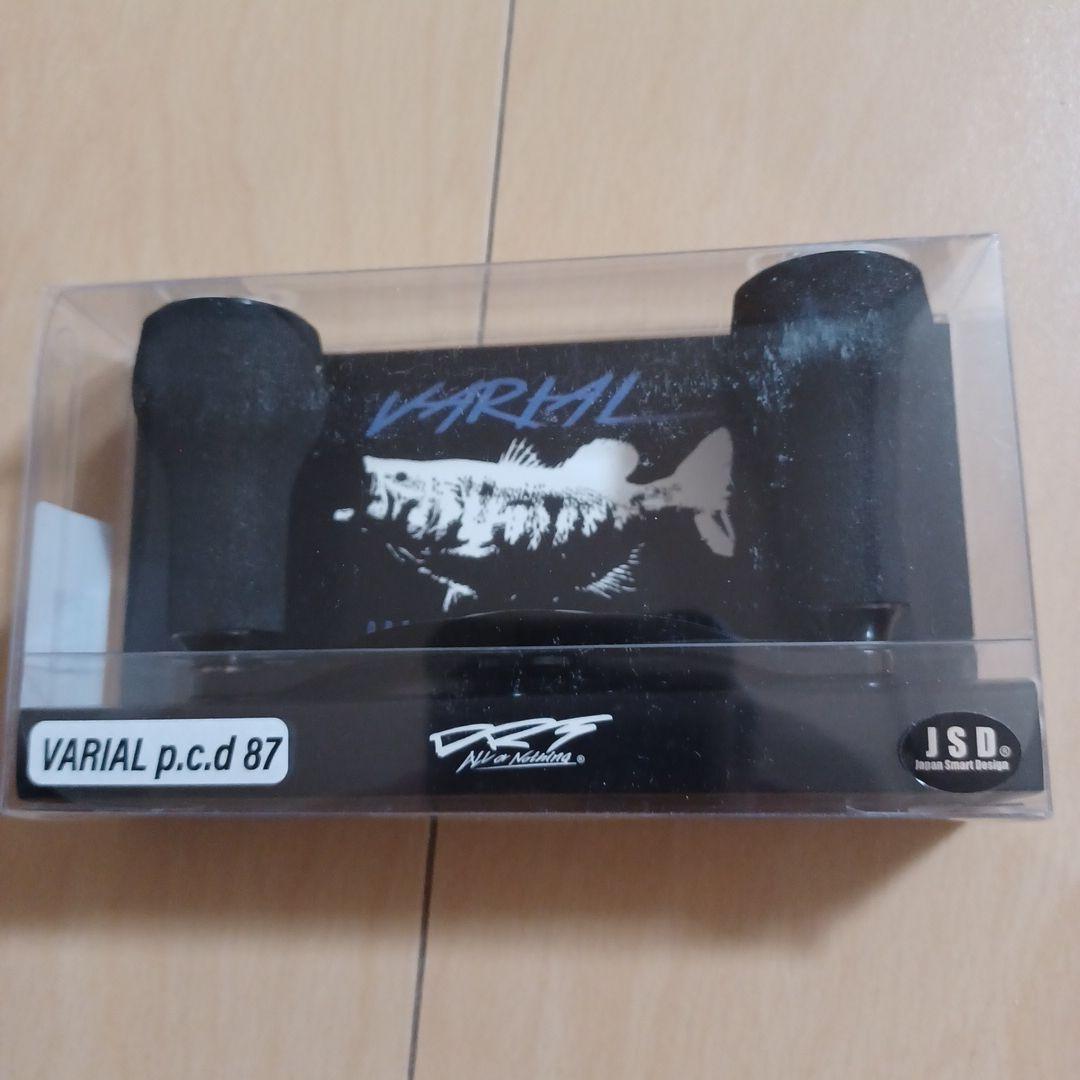 VARIAL
VARIAL p.c.d 87
DRT
All or Nothing ®
JSD®
Japan Smart Design